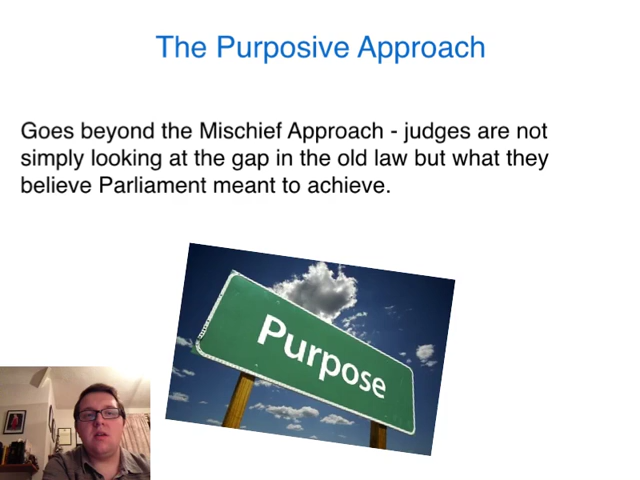 The Purposive Approach
Goes beyond the Mischief Approach - judges are not
simply looking at the gap in the old law but what they
believe Parliament meant to achieve.
Purpose